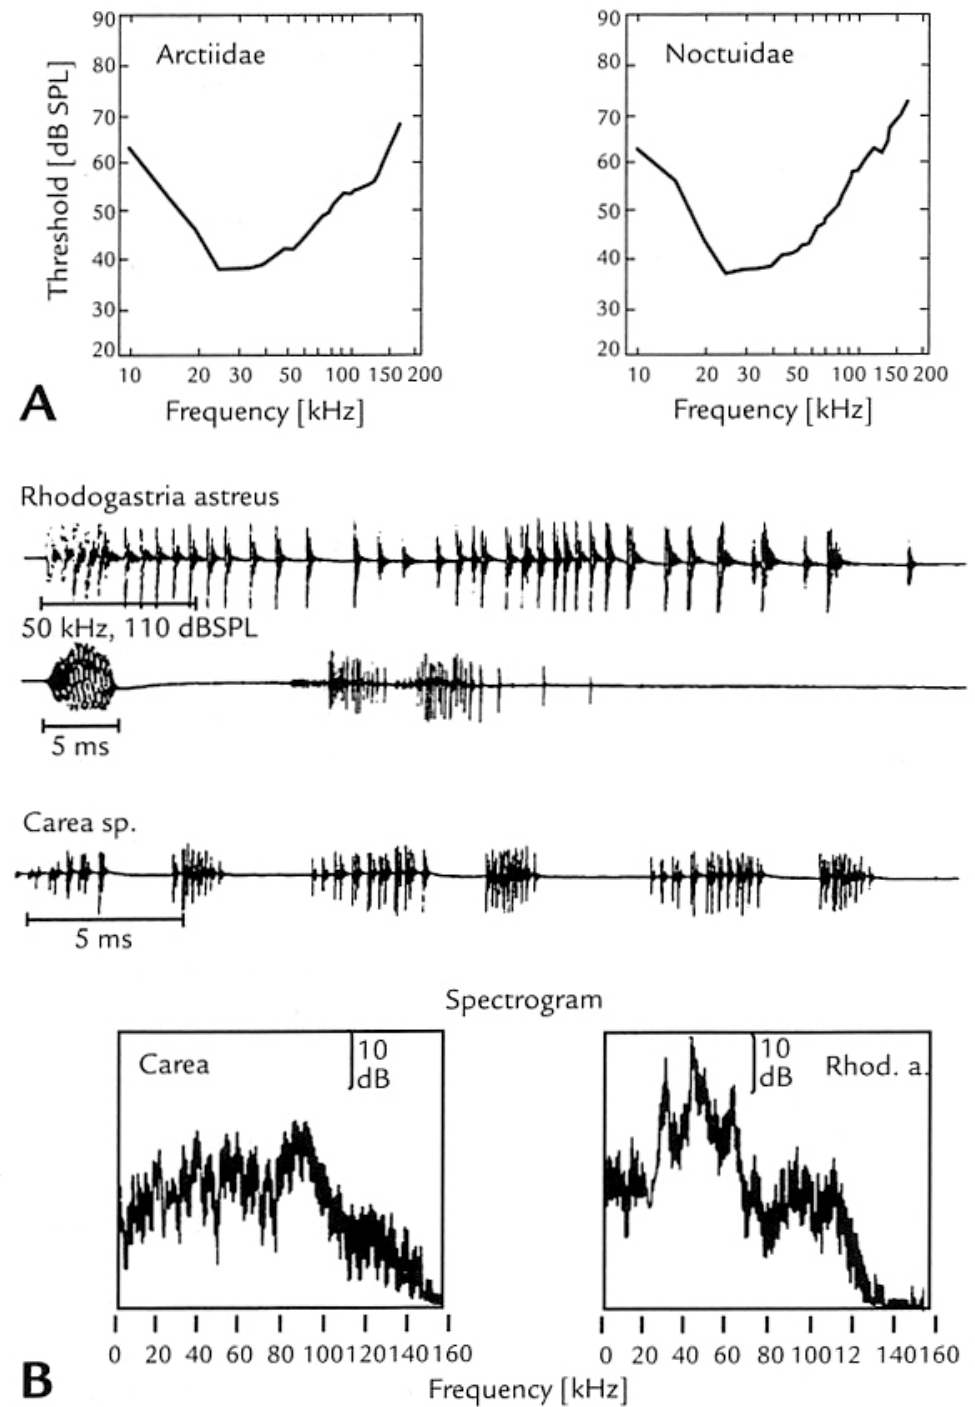 Arctiidae
Threshold [dB SPL]
90
80
70
60
50
40
30
20
10 20 30 50 100 150 200
Frequency [kHz]
Noctuidae
90
80
70
60
50
40
30
20
10 20 30 50 100 150 200
Frequency [kHz]
A
Rhodogastria astreus
50 kHz, 110 dBSPL
5 ms
Carea sp.
5 ms
Spectrogram
Carea
10
dB
0 20 40 60 80 100 120 140 160
10
dB
Rhod. a.
0 20 40 60 80 100 12 140 160
Frequency [kHz]
B